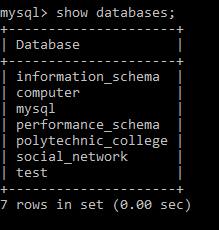 mysql> show databases;
+--------------------+
| Database           |
+--------------------+
| information_schema |
| computer           |
| mysql              |
| performance_schema |
| polytechnic_college |
| social_network     |
| test               |
+--------------------+
7 rows in set (0.00 sec)